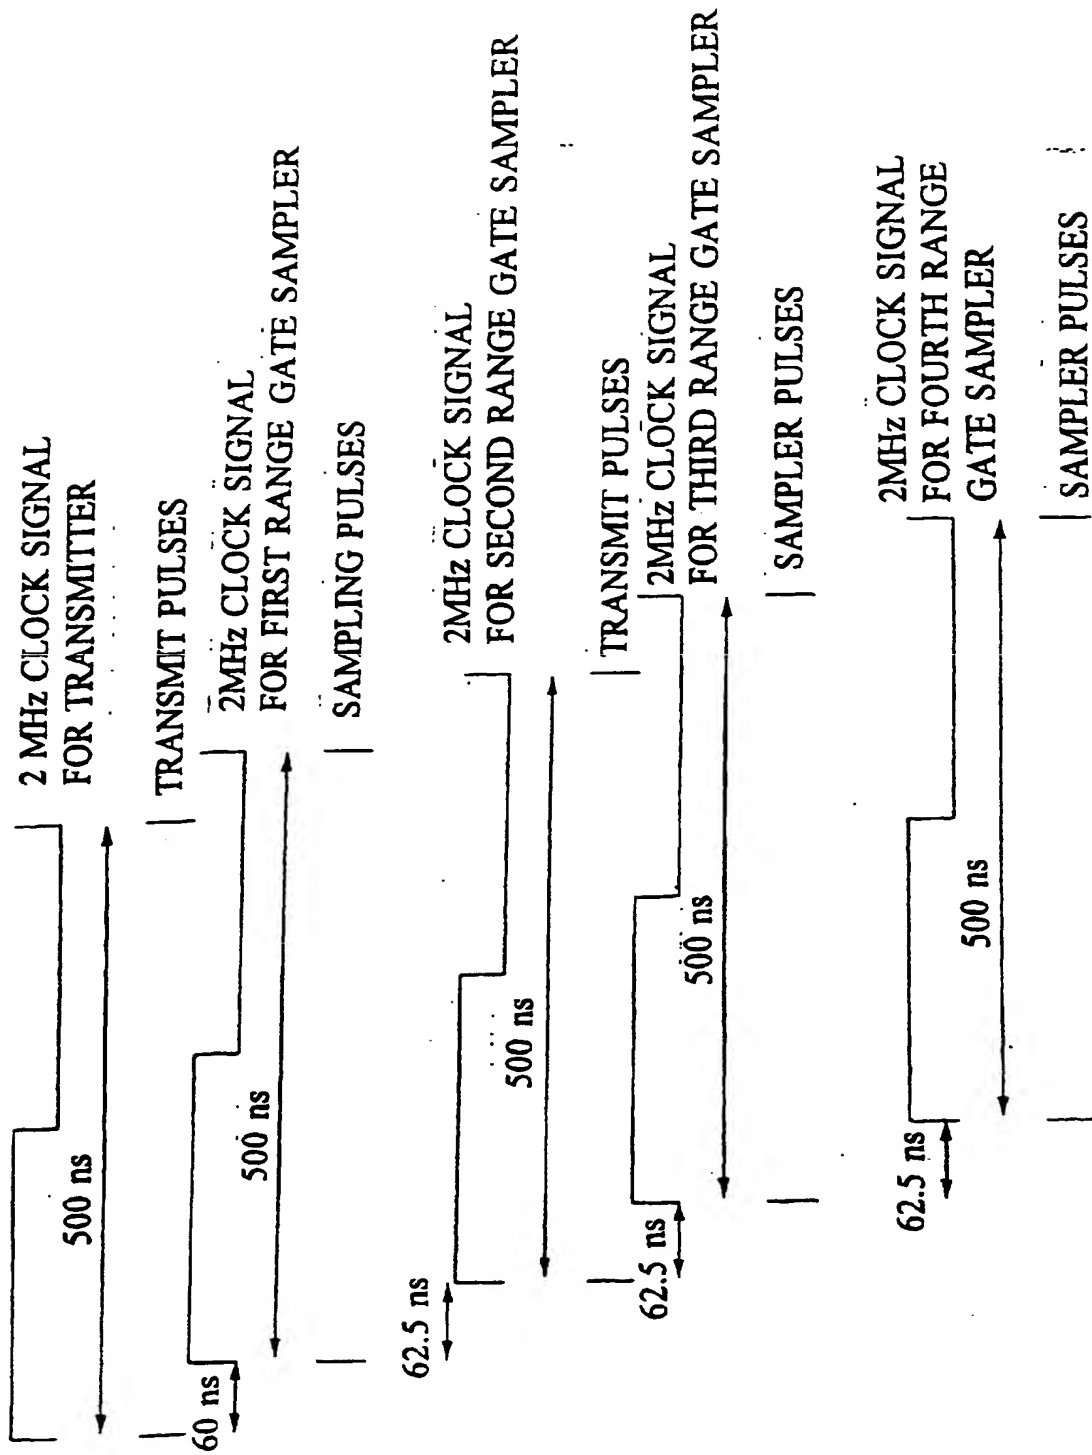 2 MHz CLOCK SIGNAL
FOR TRANSMITTER
500 ns
TRANSMIT PULSES
60 ns
2MHz CLOCK SIGNAL
FOR FIRST RANGE GATE SAMPLER
500 ns
SAMPLING PULSES
62.5 ns
2MHz CLOCK SIGNAL
FOR SECOND RANGE GATE SAMPLER
500 ns
TRANSMIT PULSES
62.5 ns
2MHz CLOCK SIGNAL
FOR THIRD RANGE GATE SAMPLER
500 ns
SAMPLER PULSES
62.5 ns
2MHz CLOCK SIGNAL
FOR FOURTH RANGE
GATE SAMPLER
500 ns
SAMPLER PULSES